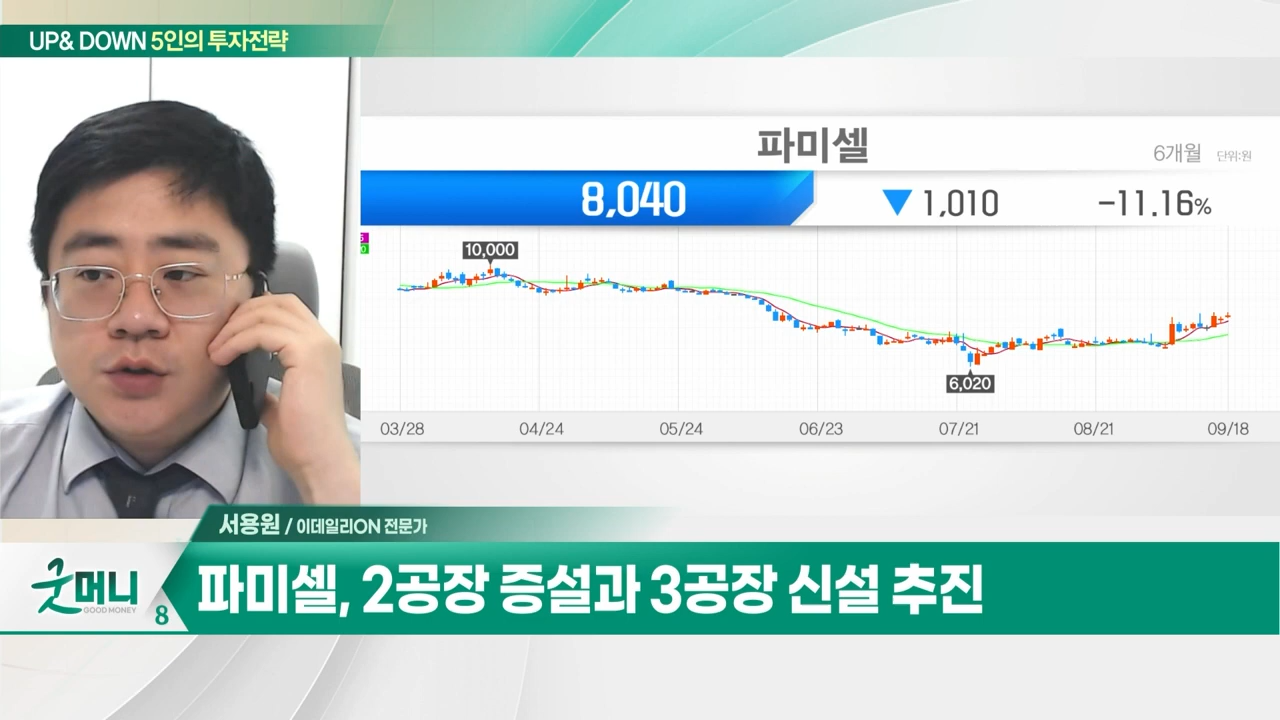 UP& DOWN 5인의 투자전략
파미셀
6개월 단위:원
8,040 ▼ 1,010 -11.16%
10,000
6,020
03/28 04/24 05/24 06/23 07/21 08/21 09/18
서용원 / 이데일리ON 전문가
굿머니
GOOD MONEY
8
파미셀, 2공장 증설과 3공장 신설 추진